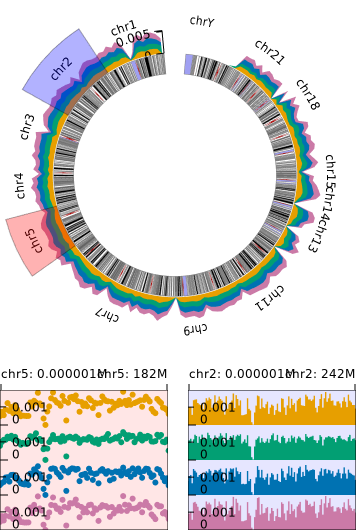 chrY
chr1
0.005
0
chr2
chr21
chr18
chr3
chr15
chr4
chr14
chr13
chr5
chr11
chr7
chr9
chr5: 0.000001M
chr5: 182M
chr2: 0.000001M
chr2: 242M
0.001
0
0.001
0
0.001
0
0.001
0
0.001
0
0.001
0
0.001
0
0.001
0